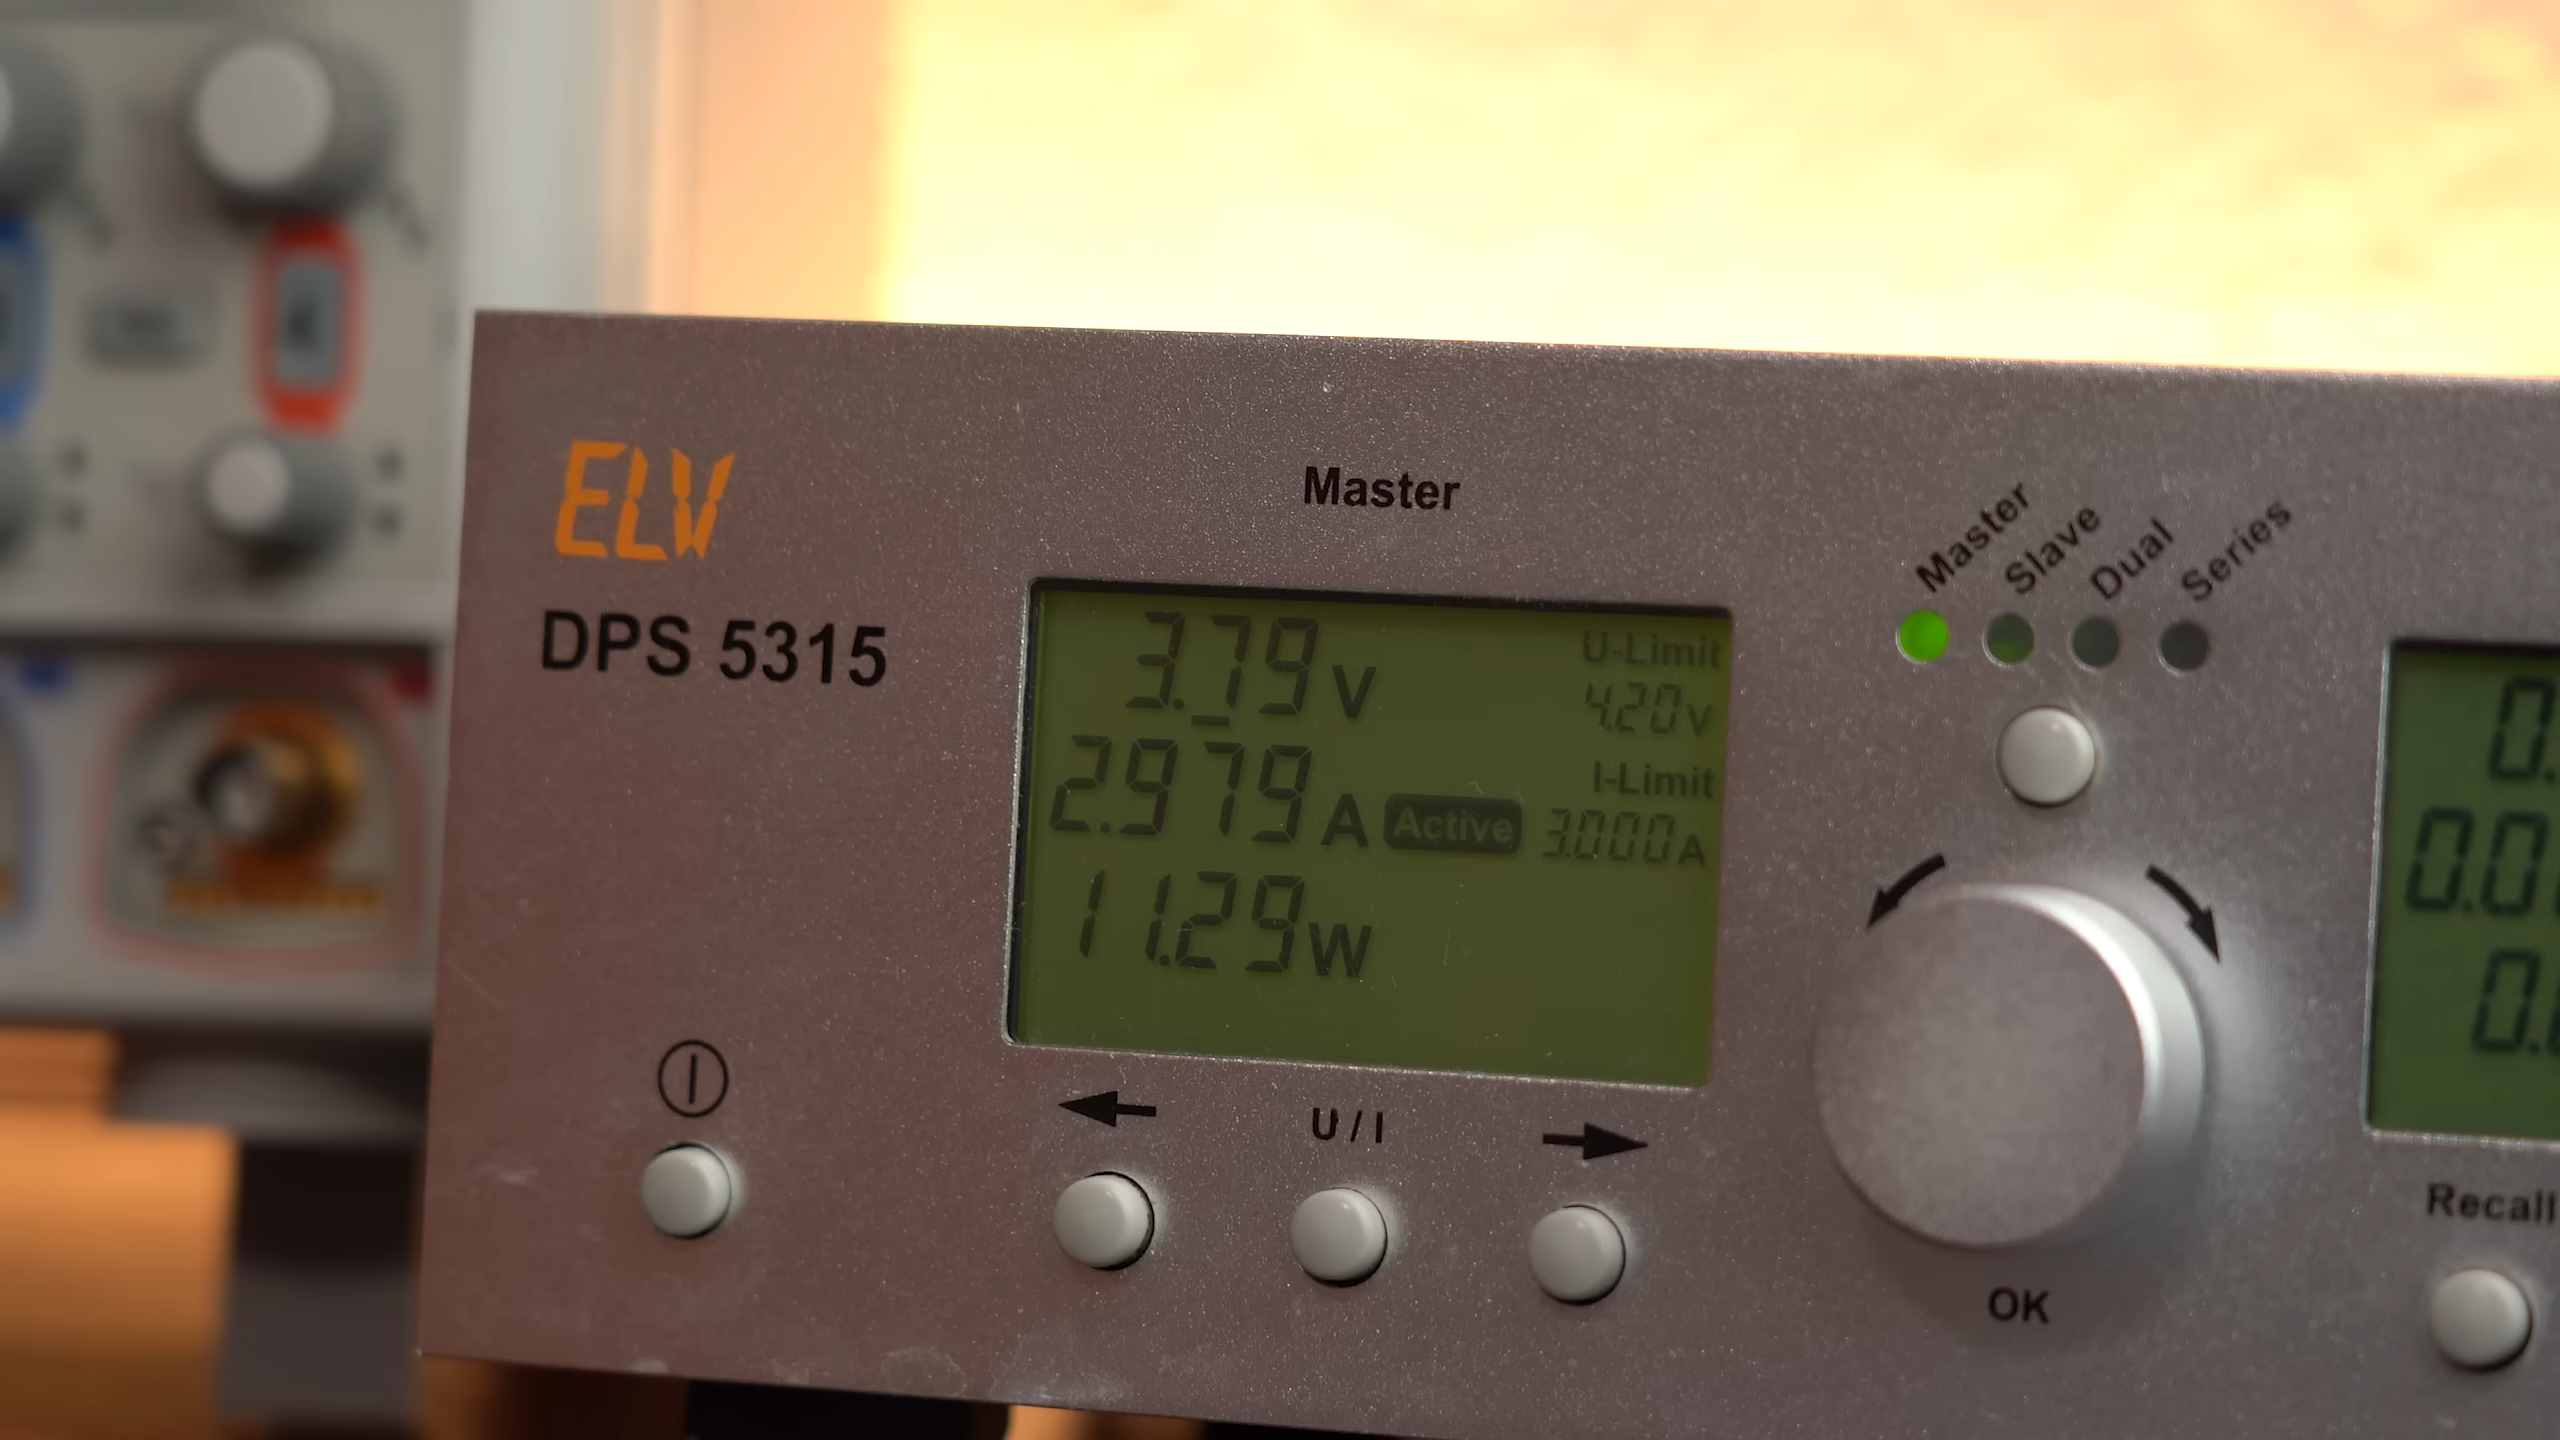 ELV
DPS 5315
Master
3.79 V
U-Limit
4.20 V
2.979 A
Active
I-Limit
3.000 A
11.29 W
U / I
Master
Slave
Dual
Series
OK
Recall